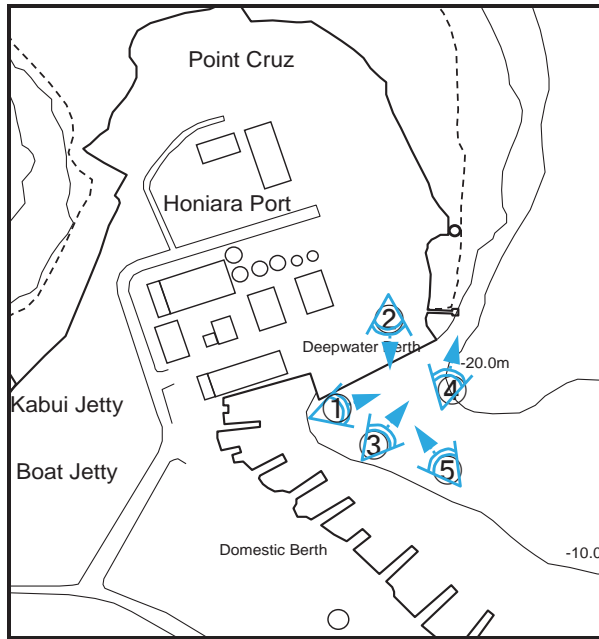 Point Cruz
Honiara Port
2
Deepwater Berth
-20.0m
4
1
Kabui Jetty
3
5
Boat Jetty
Domestic Berth
-10.0